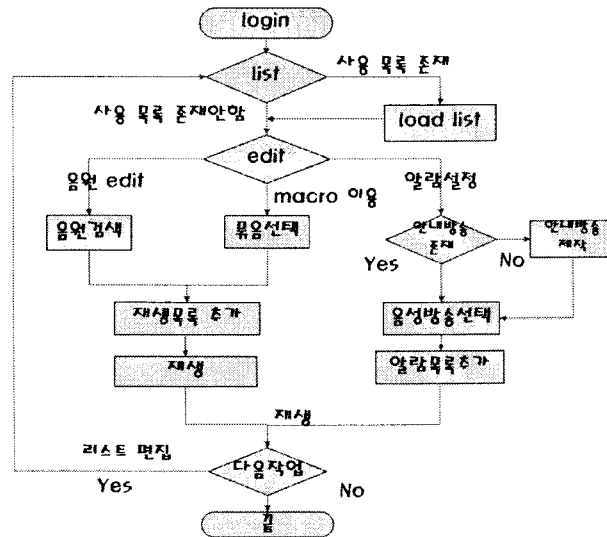 login
list
사용 목록 존재
사용 목록 존재안함
load list
edit
음원 edit
macro 이용
알람설정
음원검색
묶음선택
안내방송
존재
안내방송
제작
Yes
No
재생목록 추가
음성방송선택
재생
알람목록추가
재생
리스트 편집
다음작업
Yes
No
끝